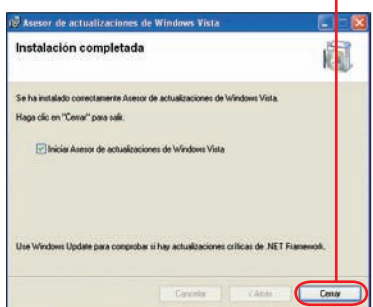 Asesor de actualizaciones de Windows Vista
Instalación completada
Se ha instalado correctamente Asesor de actualizaciones de Windows Vista.
Haga clic en "Cerrar" para salir.
Iniciar Asesor de actualizaciones de Windows Vista
Use Windows Update para comprobar si hay actualizaciones críticas de .NET Framework.
Cancelar
< Atrás
Cerrar